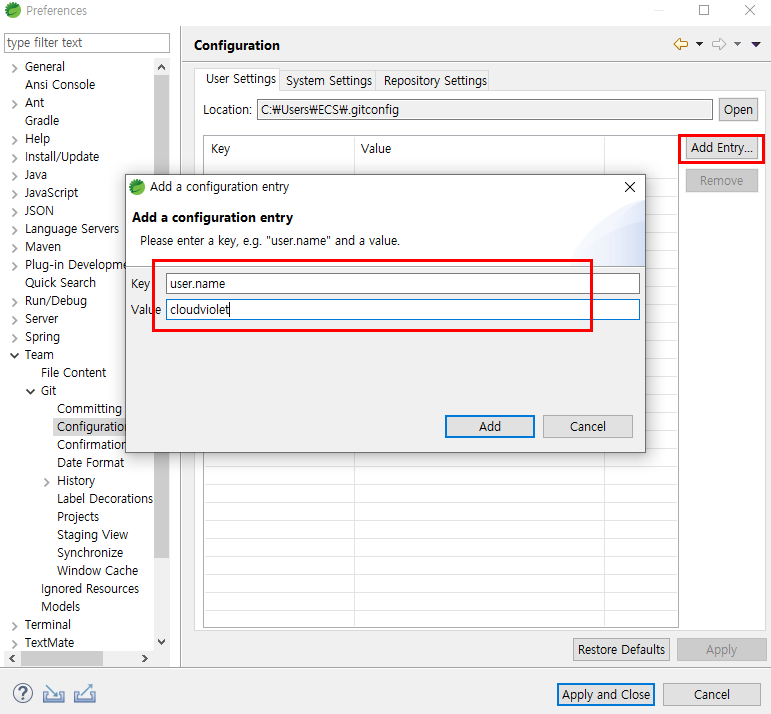 Preferences
type filter text
General
Ansi Console
Ant
Gradle
Help
Install/Update
Java
JavaScript
JSON
Language Servers
Maven
Plug-in Developme
Quick Search
Run/Debug
Server
Spring
Team
File Content
Git
Committing
Configuration
Confirmation
Date Format
History
Label Decorations
Projects
Staging View
Synchronize
Window Cache
Ignored Resources
Models
Terminal
TextMate
Configuration
User Settings System Settings Repository Settings
Location: C:₩Users₩ECS₩.gitconfig Open
Key Value
Add Entry...
Remove
Add a configuration entry
Add a configuration entry
Please enter a key, e.g. "user.name" and a value.
Key user.name
Value cloudviolet
Add Cancel
Restore Defaults Apply
Apply and Close Cancel